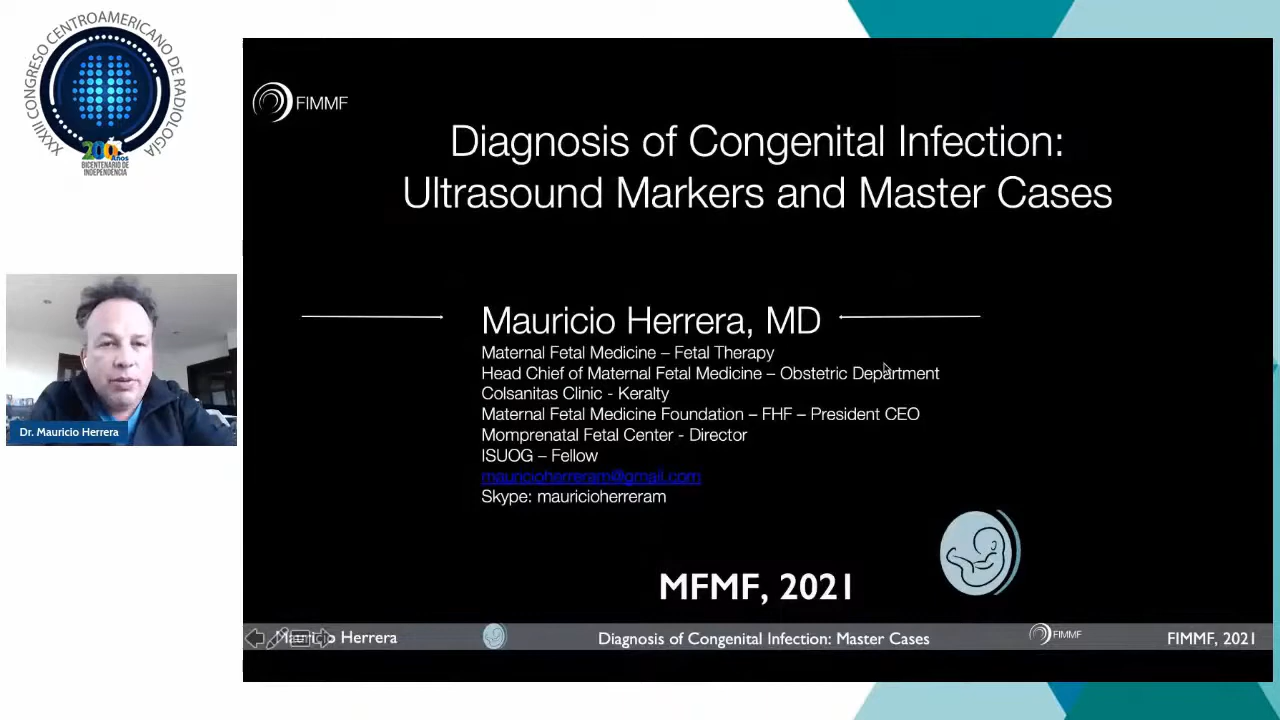 XXXIII CONGRESO CENTROAMERICANO DE RADIOLOGÍA
200 Años
BICENTENARIO DE
INDEPENDENCIA
Dr. Mauricio Herrera
FIMMF
Diagnosis of Congenital Infection:
Ultrasound Markers and Master Cases
Mauricio Herrera, MD
Maternal Fetal Medicine – Fetal Therapy
Head Chief of Maternal Fetal Medicine – Obstetric Department
Colsanitas Clinic - Keralty
Maternal Fetal Medicine Foundation – FHF – President CEO
Momprenatal Fetal Center - Director
ISUOG – Fellow
mauricioherreram@gmail.com
Skype: mauricioherreram
MFMF, 2021
Mauricio Herrera
Diagnosis of Congenital Infection: Master Cases
FIMMF
FIMMF, 2021